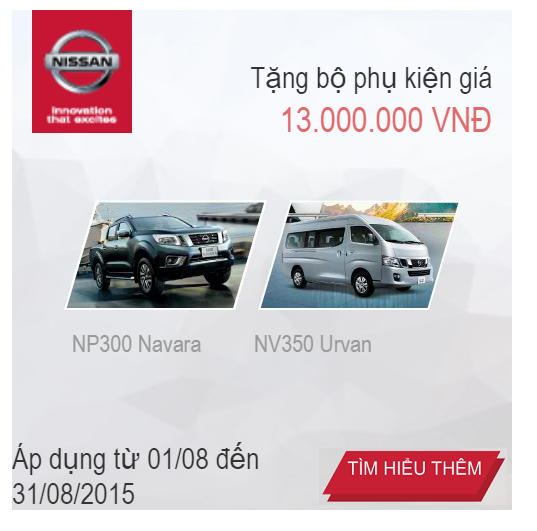 NISSAN
Innovation
that excites
Tặng bộ phụ kiện giá
13.000.000 VNĐ
NP300 Navara
NV350 Urvan
Áp dụng từ 01/08 đến
31/08/2015
TÌM HIỂU THÊM